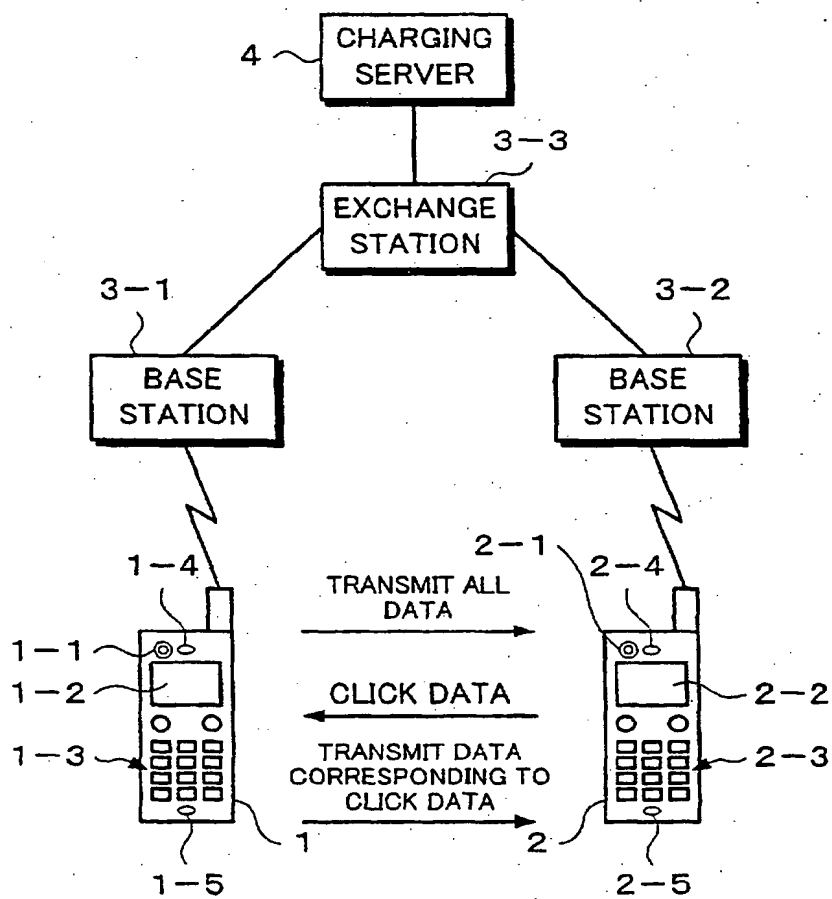 4
CHARGING
SERVER
3-3
EXCHANGE
STATION
3-1
3-2
BASE
STATION
BASE
STATION
1-4
2-1
2-4
TRANSMIT ALL
DATA
1-1
1-2
CLICK DATA
2-2
1-3
TRANSMIT DATA
CORRESPONDING TO
CLICK DATA
2-3
1
2
1-5
2-5